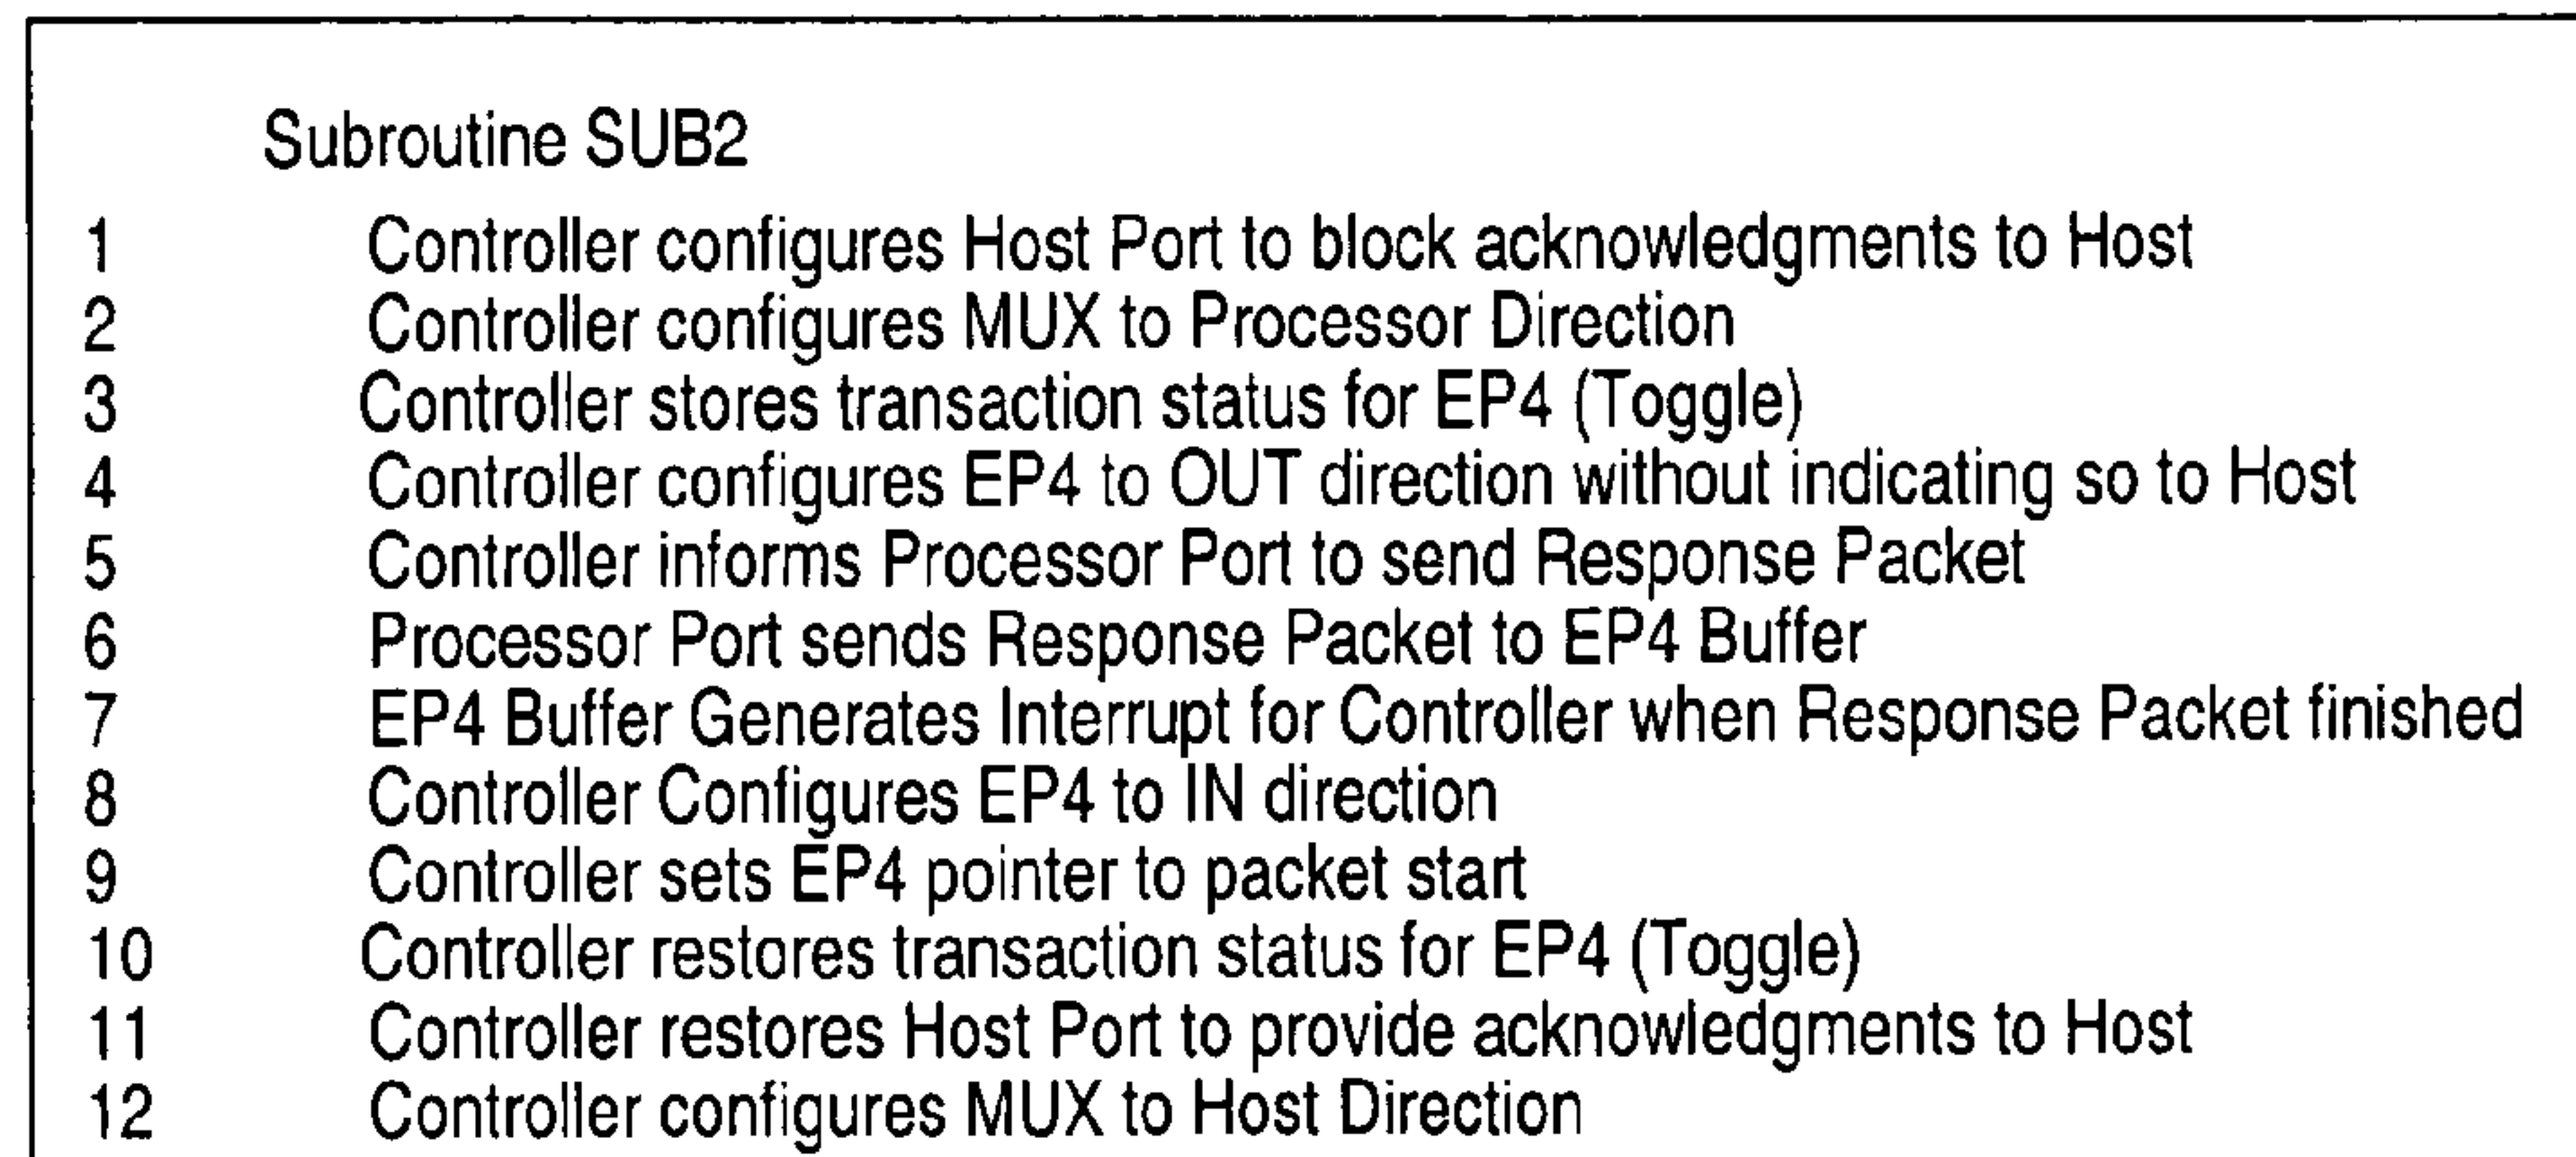 Subroutine SUB2
1 Controller configures Host Port to block acknowledgments to Host
2 Controller configures MUX to Processor Direction
3 Controller stores transaction status for EP4 (Toggle)
4 Controller configures EP4 to OUT direction without indicating so to Host
5 Controller informs Processor Port to send Response Packet
6 Processor Port sends Response Packet to EP4 Buffer
7 EP4 Buffer Generates Interrupt for Controller when Response Packet finished
8 Controller Configures EP4 to IN direction
9 Controller sets EP4 pointer to packet start
10 Controller restores transaction status for EP4 (Toggle)
11 Controller restores Host Port to provide acknowledgments to Host
12 Controller configures MUX to Host Direction